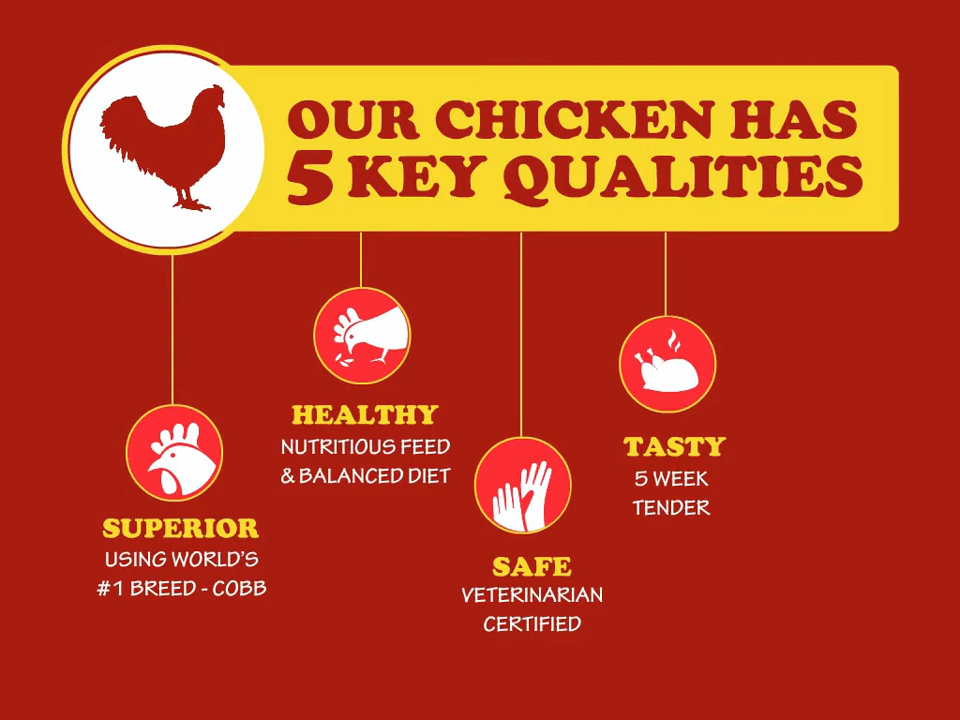 OUR CHICKEN HAS
5 KEY QUALITIES
SUPERIOR
USING WORLD'S
#1 BREED - COBB
HEALTHY
NUTRITIOUS FEED
& BALANCED DIET
SAFE
VETERINARIAN
CERTIFIED
TASTY
5 WEEK
TENDER